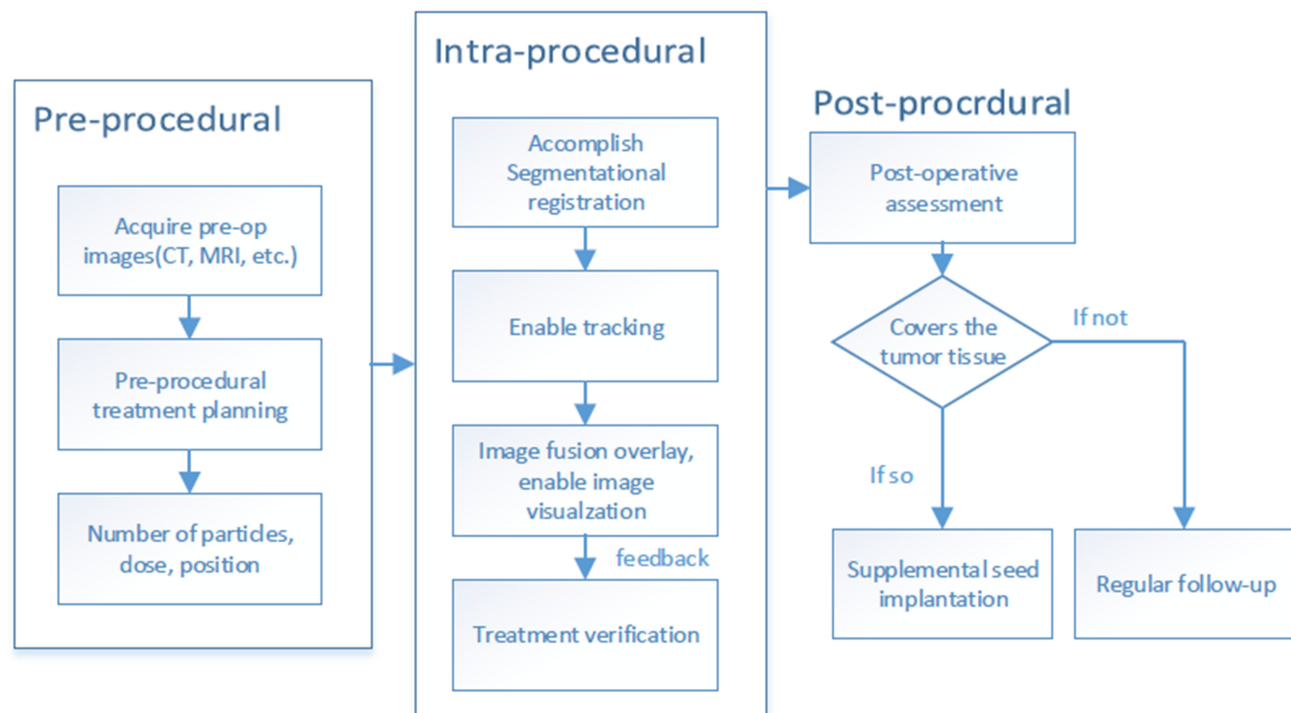 Pre-procedural
Acquire pre-op
images(CT, MRI, etc.)
Pre-procedural
treatment planning
Number of particles,
dose, position
Intra-procedural
Accomplish
Segmentational
registration
Enable tracking
Image fusion overlay,
enable image
visualzation
feedback
Treatment verification
Post-procrdural
Post-operative
assessment
Covers the
tumor tissue
If not
If so
Supplemental seed
implantation
Regular follow-up